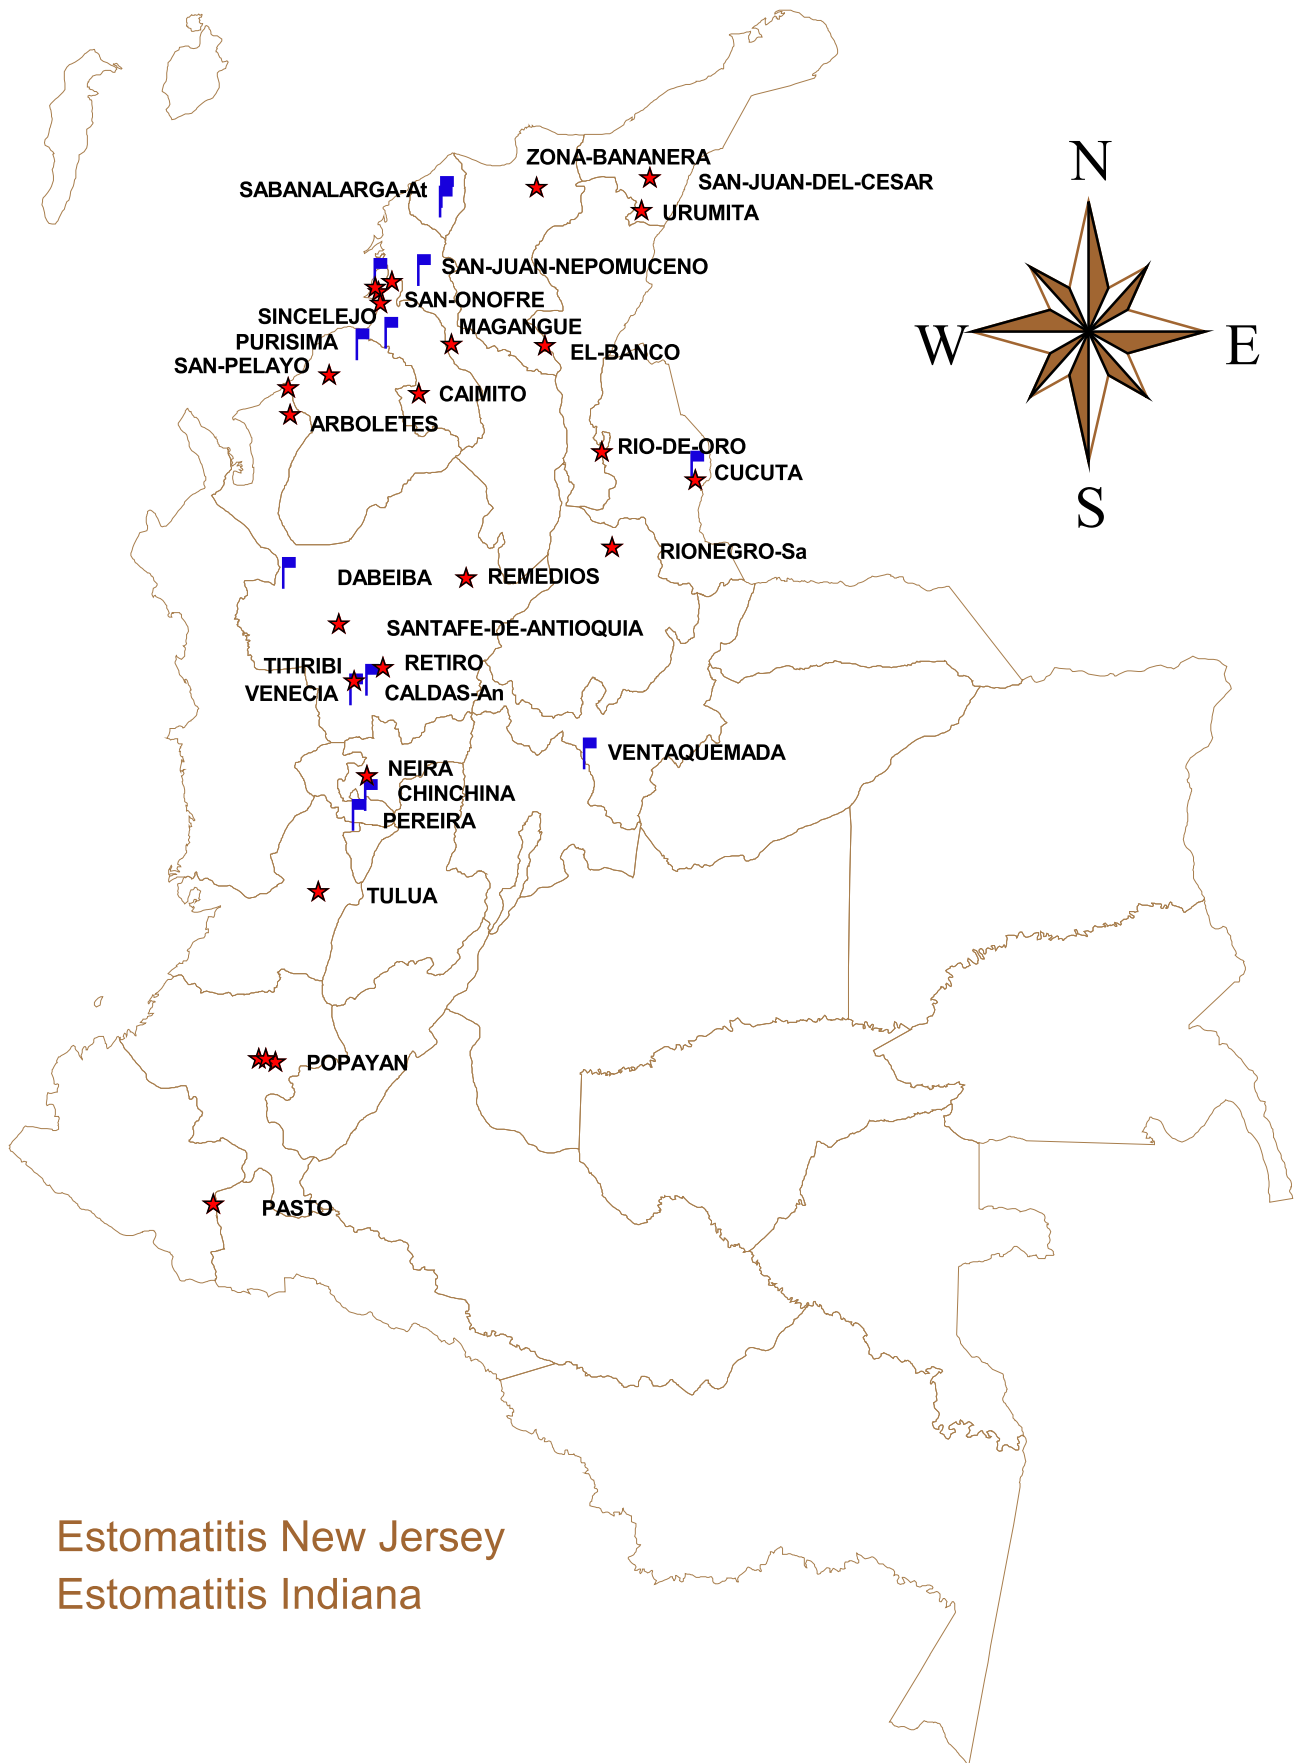 ZONA-BANANERA
N
SABANALARGA-At
SAN-JUAN-DEL-CESAR
URUMITA
SAN-JUAN-NEPOMUCENO
SAN-ONOFRE
SINCELEJO
MAGANGUE
PURISIMA
W
E
EL-BANCO
SAN-PELAYO
CAIMITO
ARBOLETES
RIO-DE-ORO
CUCUTA
S
RIONEGRO-Sa
DABEIBA
REMEDIOS
SANTAFE-DE-ANTIOQUIA
TITIRIBI
RETIRO
VENECIA
CALDAS-An
VENTAQUEMADA
NEIRA
CHINCHINA
PEREIRA
TULUA
POPAYAN
PASTO
Estomatitis New Jersey
Estomatitis Indiana